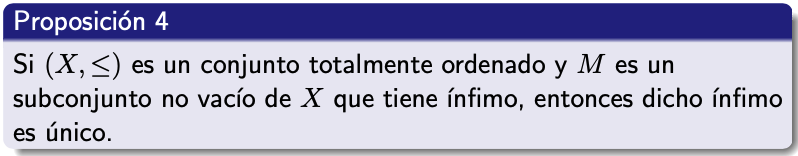 Proposición 4
Si (X, ≤) es un conjunto totalmente ordenado y M es un
subconjunto no vacío de X que tiene ínfimo, entonces dicho ínfimo
es único.